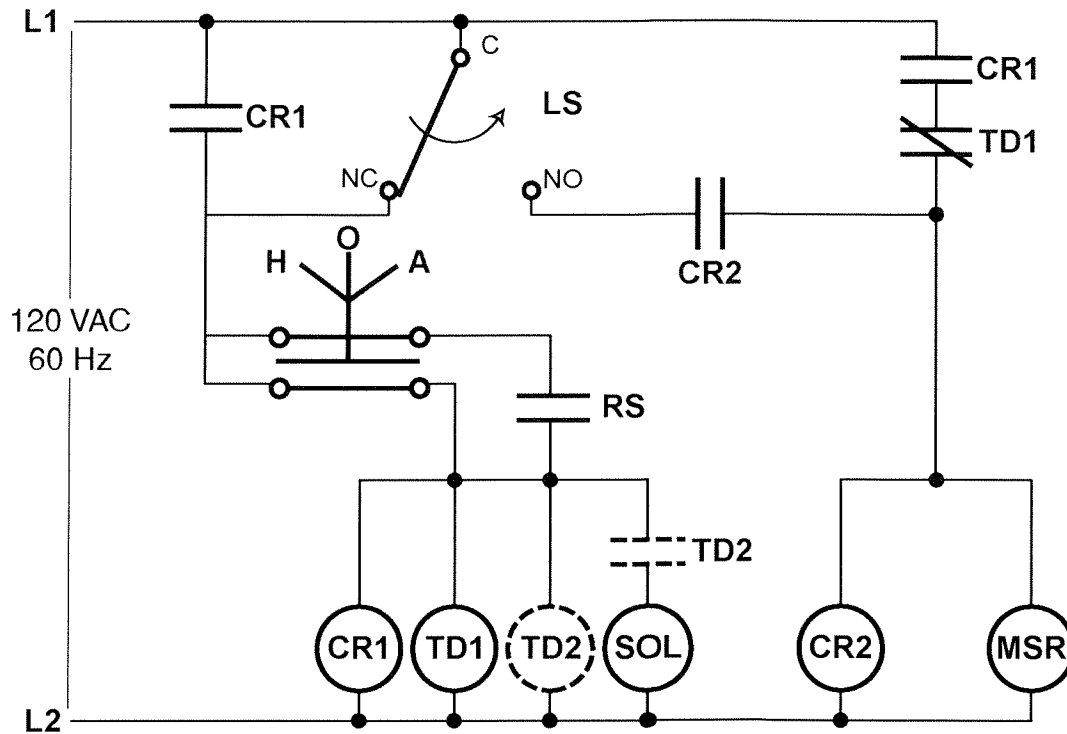 L1
C
CR1
LS
CR1
TD1
NC
NO
CR2
O
H A
120 VAC
60 Hz
RS
TD2
CR1 TD1 TD2 SOL CR2 MSR
L2